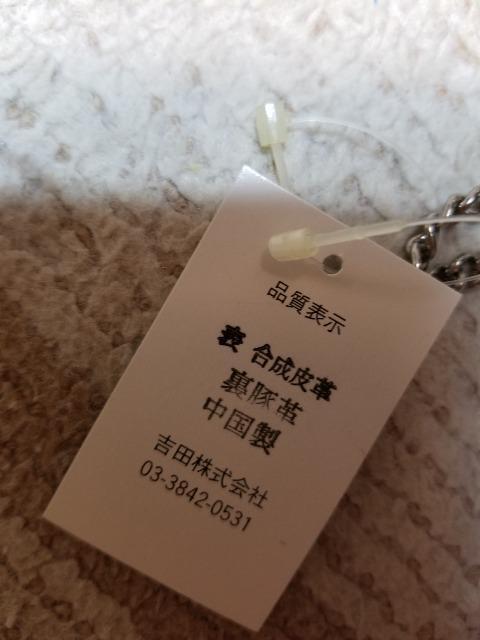 品質表示
表 合成皮革
裏豚革
中国製
吉田株式会社
03-3842-0531